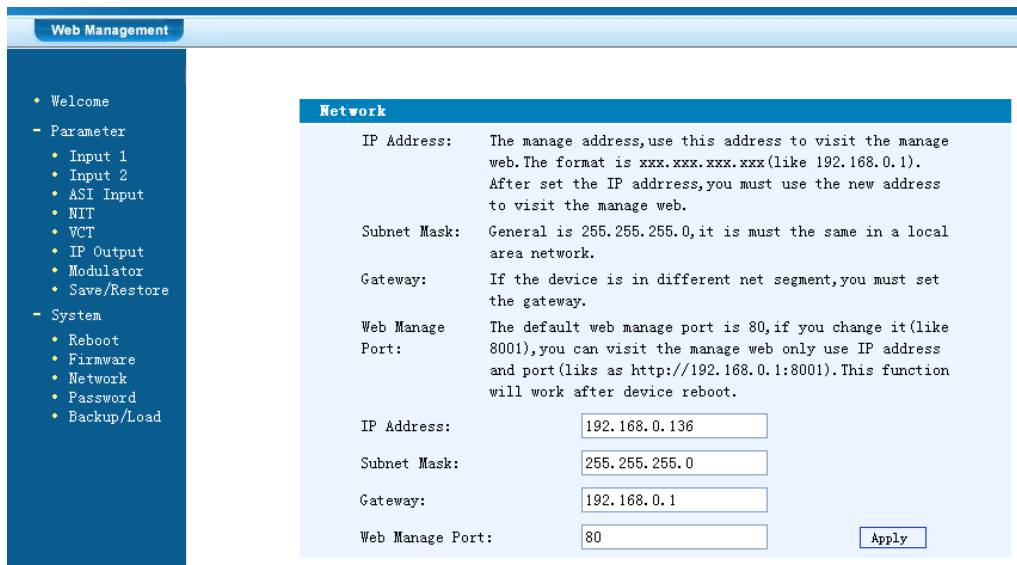 Web Management
Welcome
Parameter
Input 1
Input 2
ASI Input
NIT
VCT
IP Output
Modulator
Save/Restore
System
Reboot
Firmware
Network
Password
Backup/Load
Network
IP Address: The manage address,use this address to visit the manage
web.The format is xxx.xxx.xxx.xxx(like 192.168.0.1).
After set the IP addrress,you must use the new address
to visit the manage web.
Subnet Mask: General is 255.255.255.0,it is must the same in a local
area network.
Gateway: If the device is in different net segment,you must set
the gateway.
Web Manage The default web manage port is 80,if you change it(like
Port: 8001),you can visit the manage web only use IP address
and port(liks as http://192.168.0.1:8001).This function
will work after device reboot.
IP Address: 192.168.0.136
Subnet Mask: 255.255.255.0
Gateway: 192.168.0.1
Web Manage Port: 80 Apply